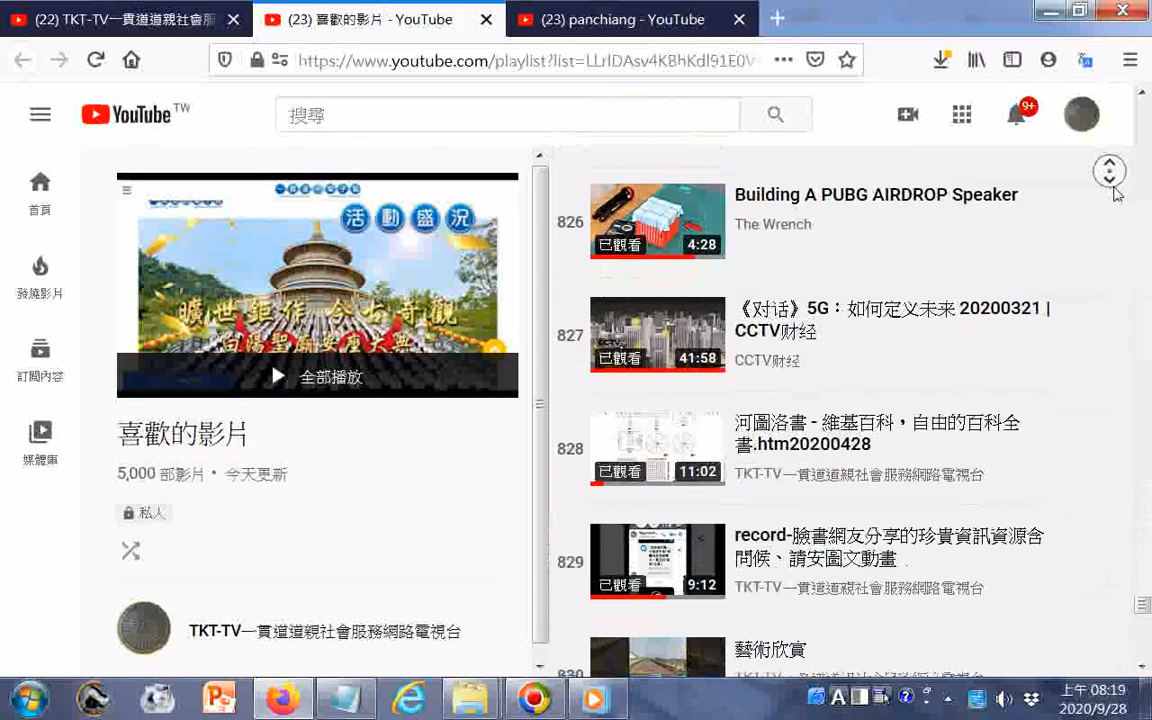 (22) TKT-TV一貫道道親社會服
(23) 喜歡的影片 - YouTube
(23) panchiang - YouTube
https://www.youtube.com/playlist?list=LLrIDAsv4KBhKdl91E0V
YouTube TW
搜尋
9+
首頁
發燒影片
訂閱內容
媒體庫
活動盛況
曠世鉅作 今古奇觀
白陽聖廟安座大典
全部播放
喜歡的影片
5,000 部影片・今天更新
私人
TKT-TV一貫道道親社會服務網路電視台
826
已觀看
4:28
Building A PUBG AIRDROP Speaker
The Wrench
827
已觀看
41:58
《对话》5G：如何定义未来 20200321 |
CCTV财经
CCTV财经
828
已觀看
11:02
河圖洛書 - 維基百科，自由的百科全
書.htm20200428
TKT-TV一貫道道親社會服務網路電視台
829
已觀看
9:12
record-臉書網友分享的珍貴資訊資源含
問候、請安圖文動畫 .
TKT-TV一貫道道親社會服務網路電視台
830
藝術欣賞
上午 08:19
2020/9/28